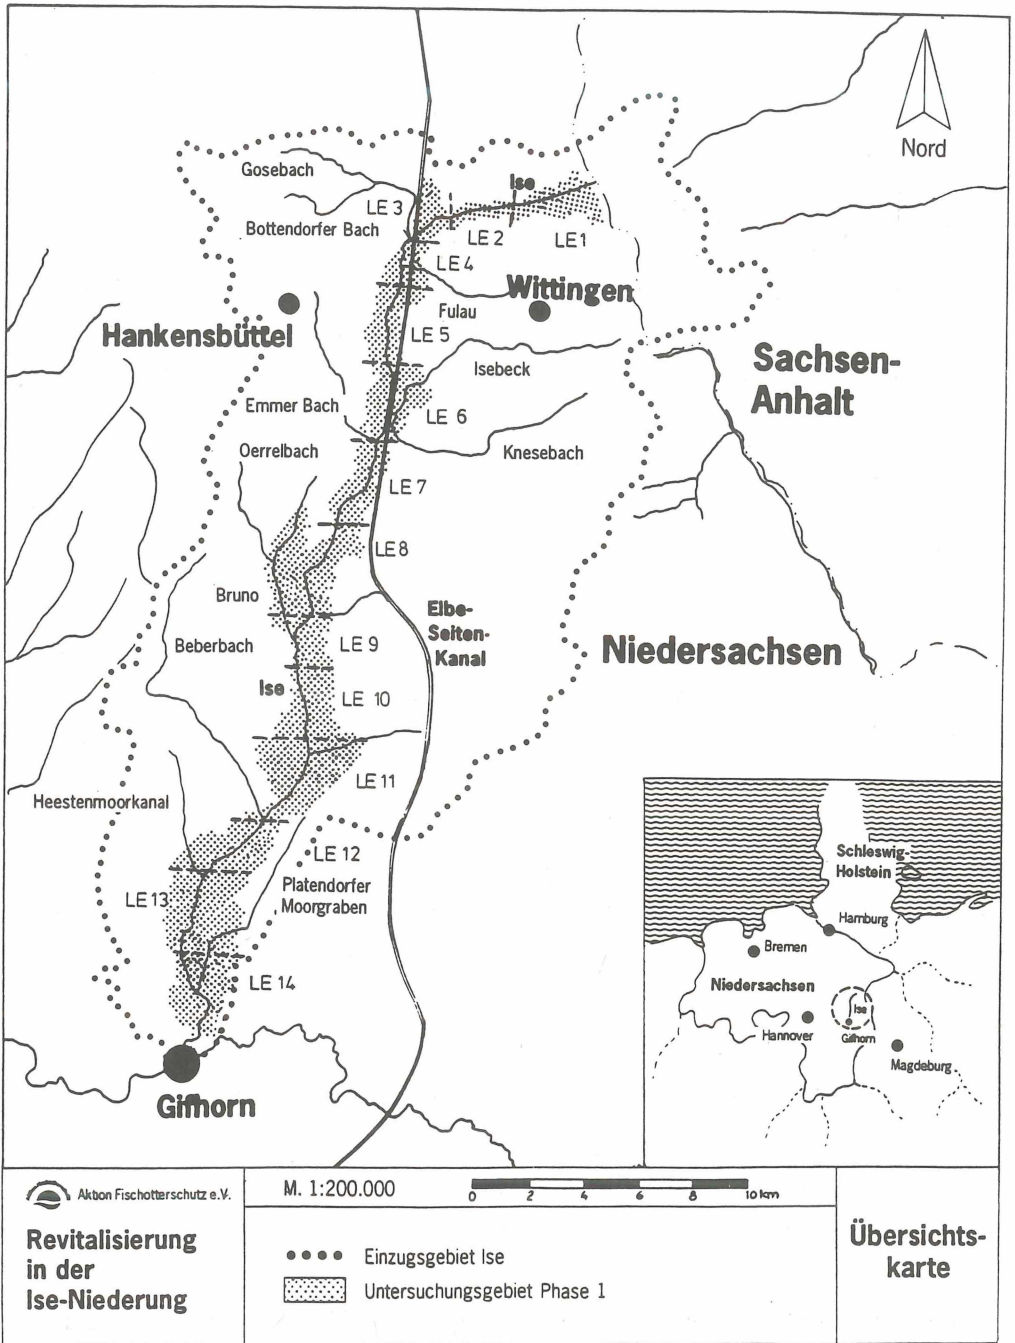 Nord
Gosebach
Ise
LE 3
Bottendorfer Bach
LE 2
LE1
LE 4
Wittingen
Fulau
Hankensbüttel
LE 5
Isebeck
Sachsen-
Anhalt
Emmer Bach
LE 6
Oerrelbach
Knesebach
LE 7
LE 8
Bruno
Elbe-
Seiten-
Kanal
Beberbach
LE 9
Niedersachsen
Ise
LE 10
LE 11
Heestenmoorkanal
LE 12
Platendorfer
Moorgraben
LE 13
LE 14
Gifhorn
Schleswig-
Holstein
Hamburg
Bremen
Niedersachsen
Ise
Hannover
Gifhorn
Magdeburg
Aktion Fischotterschutz e.V.
Revitalisierung
in der
Ise-Niederung
M. 1:200.000
0 2 4 6 8 10 km
Einzugsgebiet Ise
Untersuchungsgebiet Phase 1
Übersichts-
karte